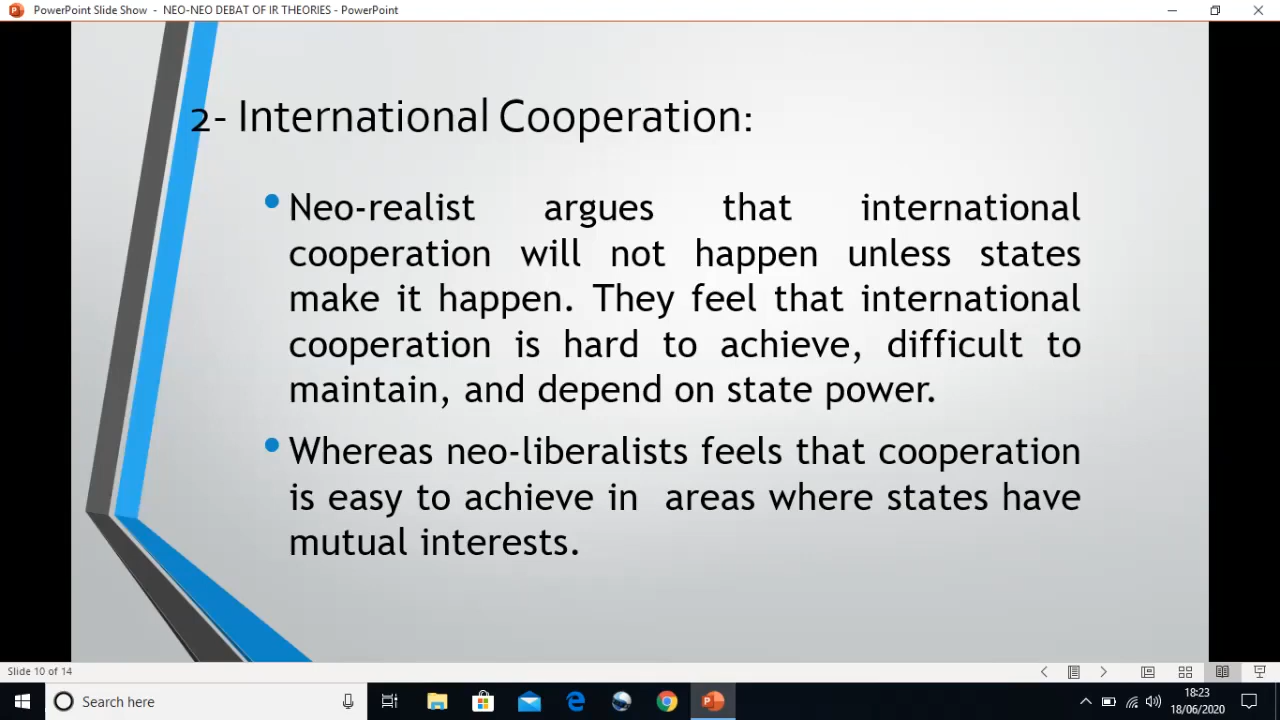 PowerPoint Slide Show - NEO-NEO DEBAT OF IR THEORIES - PowerPoint
2- International Cooperation:
• Neo-realist argues that international
cooperation will not happen unless states
make it happen. They feel that international
cooperation is hard to achieve, difficult to
maintain, and depend on state power.
• Whereas neo-liberalists feels that cooperation
is easy to achieve in areas where states have
mutual interests.
Slide 10 of 14
Search here
18:23
18/06/2020